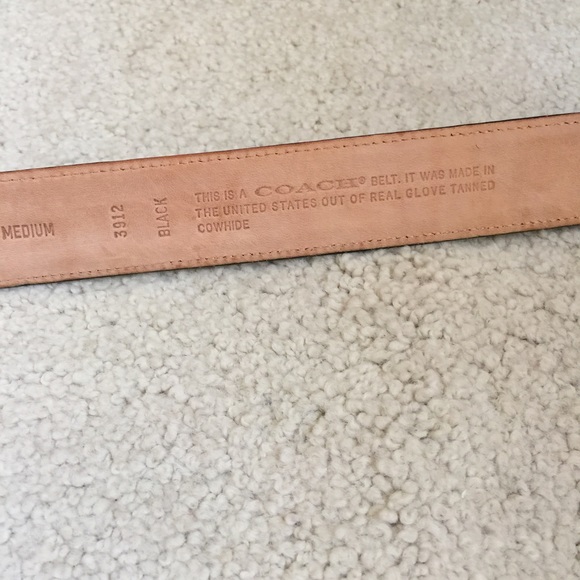 MEDIUM
3912
BLACK
THIS IS A COACH® BELT. IT WAS MADE IN
THE UNITED STATES OUT OF REAL GLOVE TANNED
COWHIDE